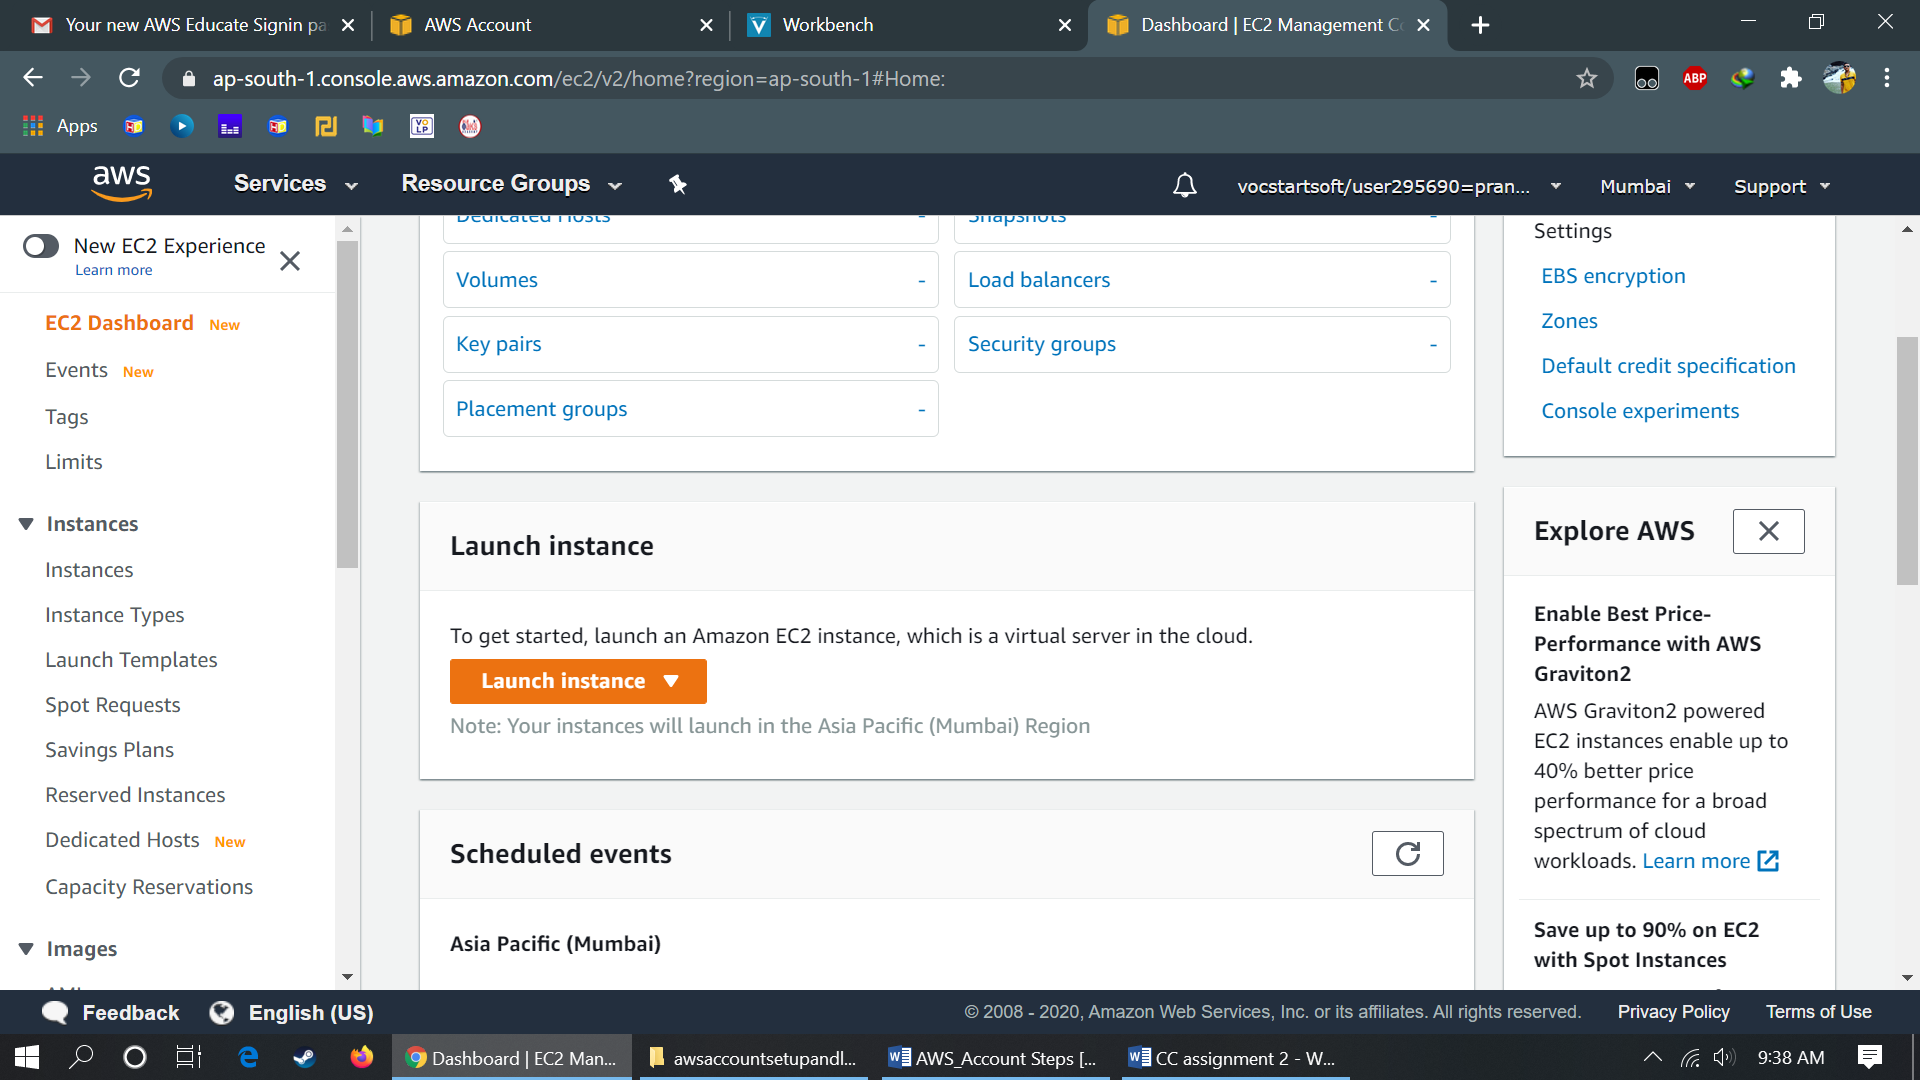 Your new AWS Educate Signin pa
AWS Account
Workbench
Dashboard | EC2 Management Co
ap-south-1.console.aws.amazon.com/ec2/v2/home?region=ap-south-1#Home:
ABP
Apps
VOLP
aws
Services
Resource Groups
vocstartsoft/user295690=pran...
Mumbai
Support
New EC2 Experience
Learn more
EC2 Dashboard New
Events New
Tags
Limits
Instances
Instances
Instance Types
Launch Templates
Spot Requests
Savings Plans
Reserved Instances
Dedicated Hosts New
Capacity Reservations
Images
Dedicated Hosts -
Snapshots -
Volumes -
Load balancers -
Key pairs -
Security groups -
Placement groups -
Launch instance
To get started, launch an Amazon EC2 instance, which is a virtual server in the cloud.
Launch instance
Note: Your instances will launch in the Asia Pacific (Mumbai) Region
Scheduled events
Asia Pacific (Mumbai)
Settings
EBS encryption
Zones
Default credit specification
Console experiments
Explore AWS
Enable Best Price-
Performance with AWS
Graviton2
AWS Graviton2 powered
EC2 instances enable up to
40% better price
performance for a broad
spectrum of cloud
workloads. Learn more
Save up to 90% on EC2
with Spot Instances
Feedback
English (US)
© 2008 - 2020, Amazon Web Services, Inc. or its affiliates. All rights reserved.
Privacy Policy
Terms of Use
Dashboard | EC2 Man...
awsaccountsetupandl...
AWS_Account Steps [...
CC assignment 2 - W...
9:38 AM